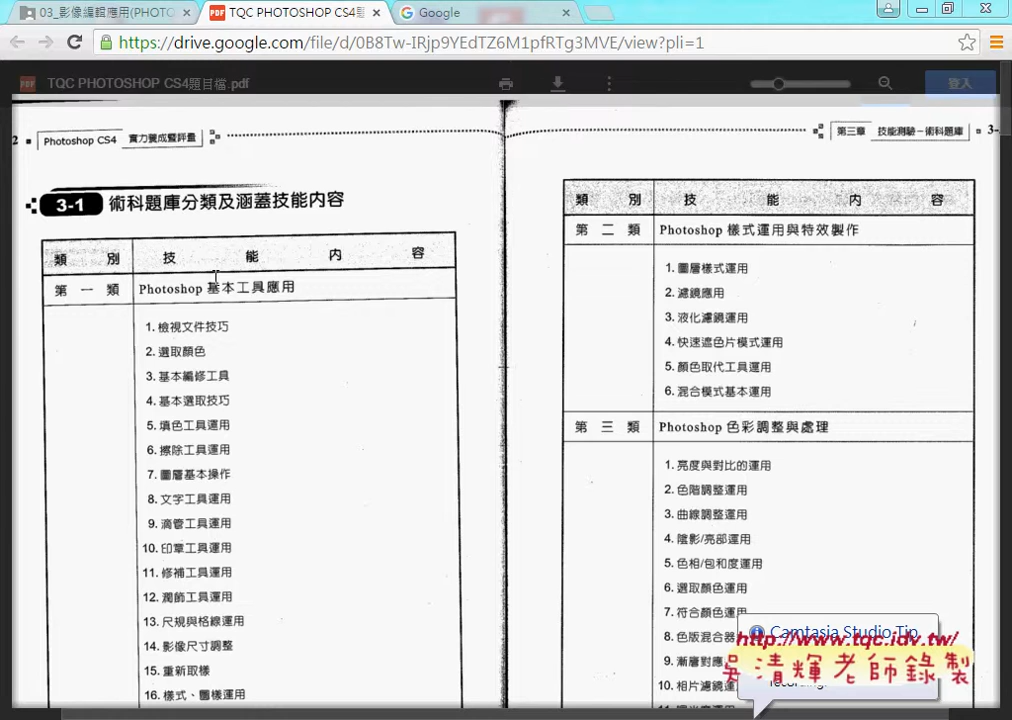 03_影像編輯應用(PHOTO
TQC PHOTOSHOP CS4題
Google
https://drive.google.com/file/d/0B8Tw-IRjp9YEdTZ6M1pfRTg3MVE/view?pli=1
TQC PHOTOSHOP CS4題目檔.pdf
登入
2
Photoshop CS4
實力養成暨評量
3-1 術科題庫分類及涵蓋技能內容
類 別 技 能 內 容
第 一 類 Photoshop 基本工具應用
1. 檢視文件技巧
2. 選取顏色
3. 基本編修工具
4. 基本選取技巧
5. 填色工具運用
6. 擦除工具運用
7. 圖層基本操作
8. 文字工具運用
9. 滴管工具運用
10. 印章工具運用
11. 修補工具運用
12. 潤飾工具運用
13. 尺規與格線運用
14. 影像尺寸調整
15. 重新取樣
16. 樣式、圖樣運用
第三章 技能測驗－術科題庫 3-
類 別 技 能 內 容
第 二 類 Photoshop 樣式運用與特效製作
1. 圖層樣式運用
2. 濾鏡應用
3. 液化濾鏡運用
4. 快速遮色片模式運用
5. 顏色取代工具運用
6. 混合模式基本運用
第 三 類 Photoshop 色彩調整與處理
1. 亮度與對比的運用
2. 色階調整運用
3. 曲線調整運用
4. 陰影/亮部運用
5. 色相/包和度運用
6. 選取顏色運用
7. 符合顏色運用
8. 色版混合器
9. 漸層對應
10. 相片濾鏡
Camtasia Studio Tip
http://www.tqc.idv.tw/
吳清輝老師錄製